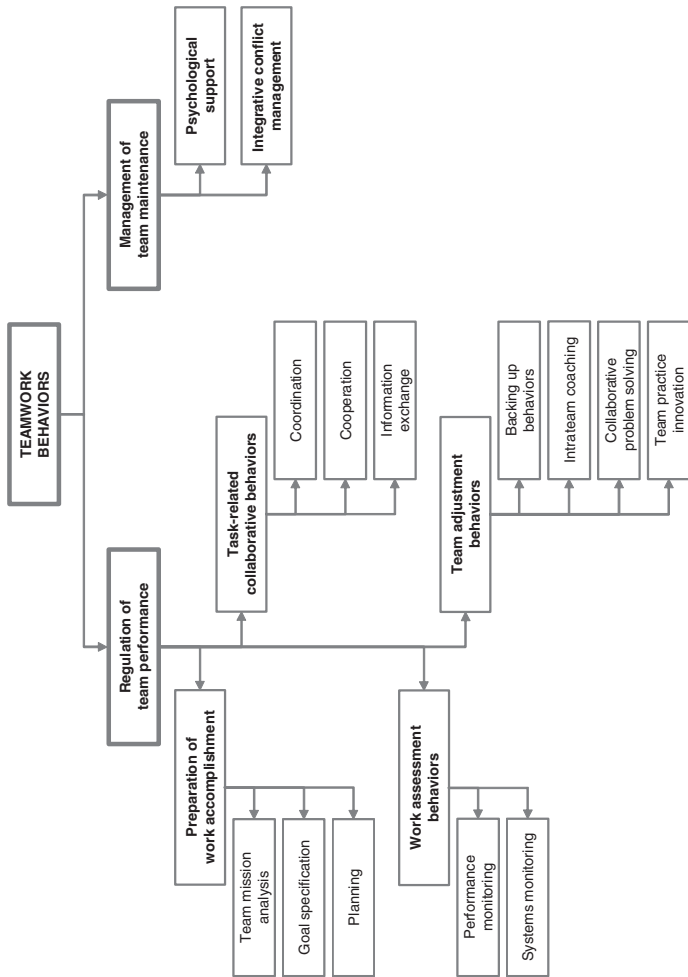 TEAMWORK
BEHAVIORS
Regulation of
team performance
Management of
team maintenance
Preparation of
work accomplishment
Team mission
analysis
Goal specification
Planning
Task-related
collaborative behaviors
Coordination
Cooperation
Information
exchange
Work assessment
behaviors
Performance
monitoring
Systems monitoring
Team adjustment
behaviors
Backing up
behaviors
Intrateam coaching
Collaborative
problem solving
Team practice
innovation
Psychological
support
Integrative conflict
management